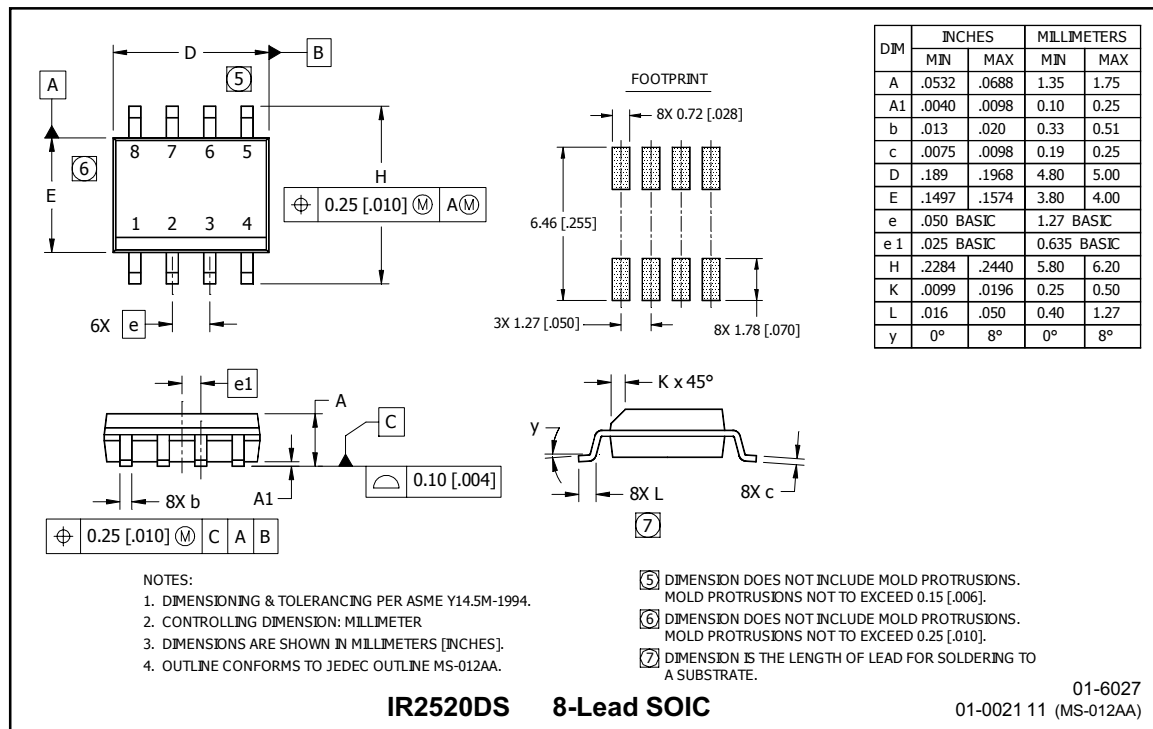 D
B
5
A
8 7 6 5
6
E
H
⌖ 0.25 [.010] Ⓜ A Ⓜ
1 2 3 4
6X e
FOOTPRINT
8X 0.72 [.028]
6.46 [.255]
3X 1.27 [.050]
8X 1.78 [.070]
DIM INCHES MILLIMETERS
MIN MAX MIN MAX
A .0532 .0688 1.35 1.75
A1 .0040 .0098 0.10 0.25
b .013 .020 0.33 0.51
c .0075 .0098 0.19 0.25
D .189 .1968 4.80 5.00
E .1497 .1574 3.80 4.00
e .050 BASIC 1.27 BASIC
e 1 .025 BASIC 0.635 BASIC
H .2284 .2440 5.80 6.20
K .0099 .0196 0.25 0.50
L .016 .050 0.40 1.27
y 0° 8° 0° 8°
e1
A
C
⌓ 0.10 [.004]
8X b
A1
⌖ 0.25 [.010] Ⓜ C A B
K x 45°
y
8X L
8X c
7
NOTES:
1. DIMENSIONING & TOLERANCING PER ASME Y14.5M-1994.
2. CONTROLLING DIMENSION: MILLIMETER
3. DIMENSIONS ARE SHOWN IN MILLIMETERS [INCHES].
4. OUTLINE CONFORMS TO JEDEC OUTLINE MS-012AA.
5 DIMENSION DOES NOT INCLUDE MOLD PROTRUSIONS.
MOLD PROTRUSIONS NOT TO EXCEED 0.15 [.006].
6 DIMENSION DOES NOT INCLUDE MOLD PROTRUSIONS.
MOLD PROTRUSIONS NOT TO EXCEED 0.25 [.010].
7 DIMENSION IS THE LENGTH OF LEAD FOR SOLDERING TO
A SUBSTRATE.
IR2520DS 8-Lead SOIC
01-6027
01-0021 11 (MS-012AA)